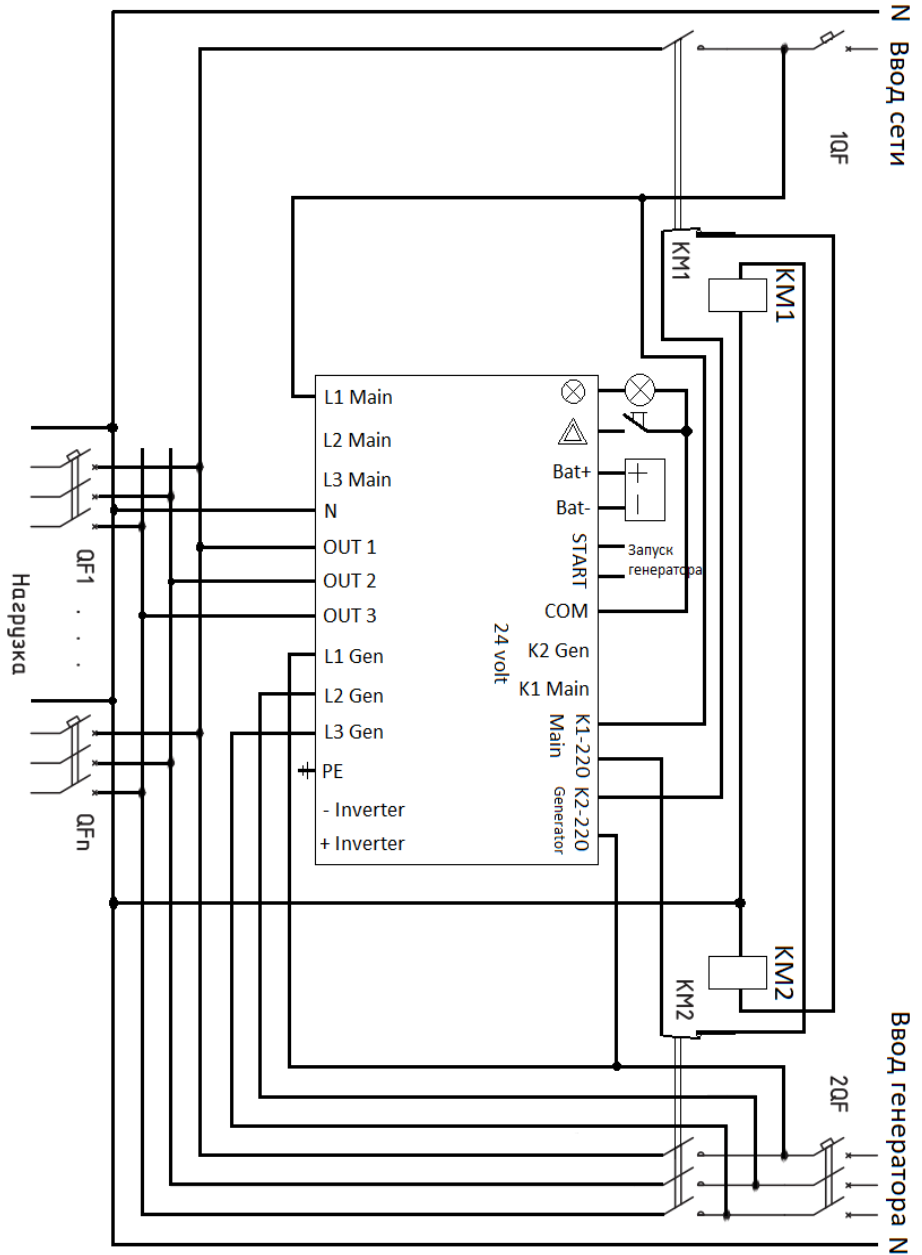 N
Ввод сети
1QF
KM1
KM1
L1 Main
L2 Main
L3 Main
N
OUT 1
OUT 2
OUT 3
L1 Gen
L2 Gen
L3 Gen
PE
- Inverter
+ Inverter
Bat+
+
Bat-
-
START
Запуск
генератора
COM
24 volt
K2 Gen
K1 Main
K1-220
Main
K2-220
Generator
QF1
. . .
QFn
Нагрузка
KM2
KM2
2QF
Ввод генератора
N